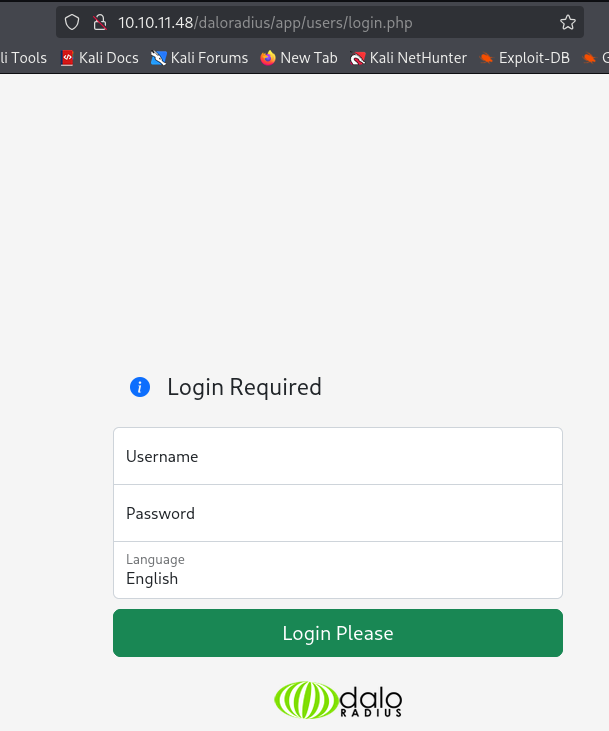 10.10.11.48/daloradius/app/users/login.php
li Tools Kali Docs Kali Forums New Tab Kali NetHunter Exploit-DB G
Login Required
Username
Password
Language
English
Login Please
dalo
RADIUS